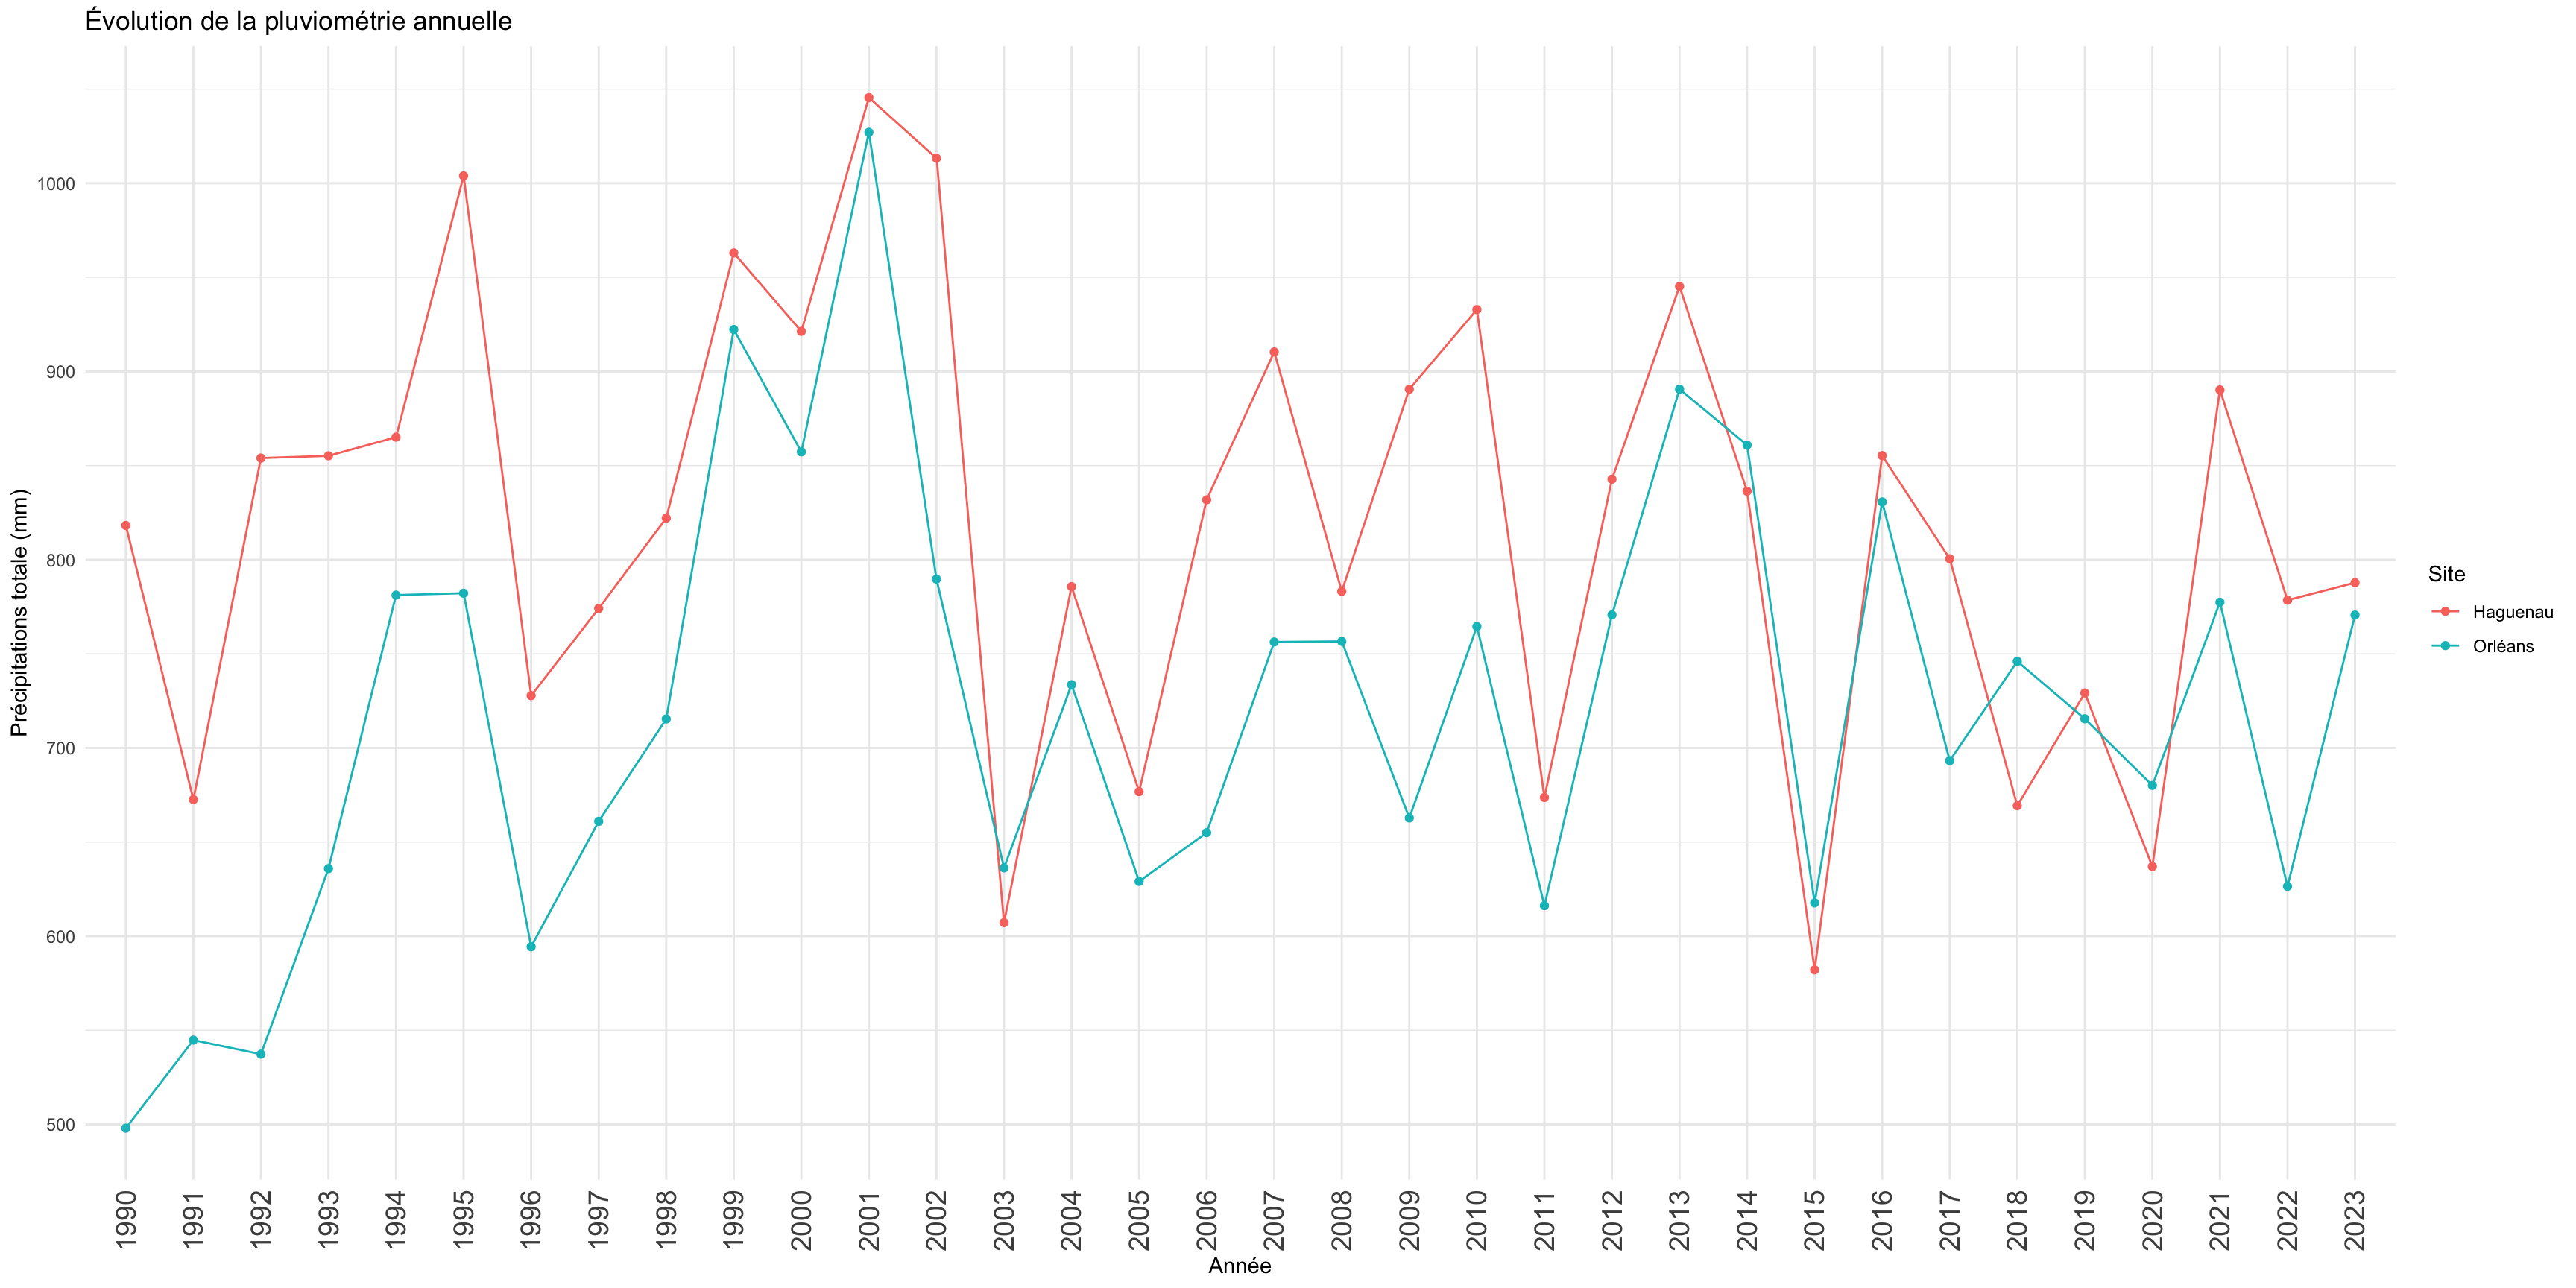 Évolution de la pluviométrie annuelle
Précipitations totale (mm)
1000
900
800
700
600
500
1990 1991 1992 1993 1994 1995 1996 1997 1998 1999 2000 2001 2002 2003 2004 2005 2006 2007 2008 2009 2010 2011 2012 2013 2014 2015 2016 2017 2018 2019 2020 2021 2022 2023
Année
Site
Haguenau
Orléans